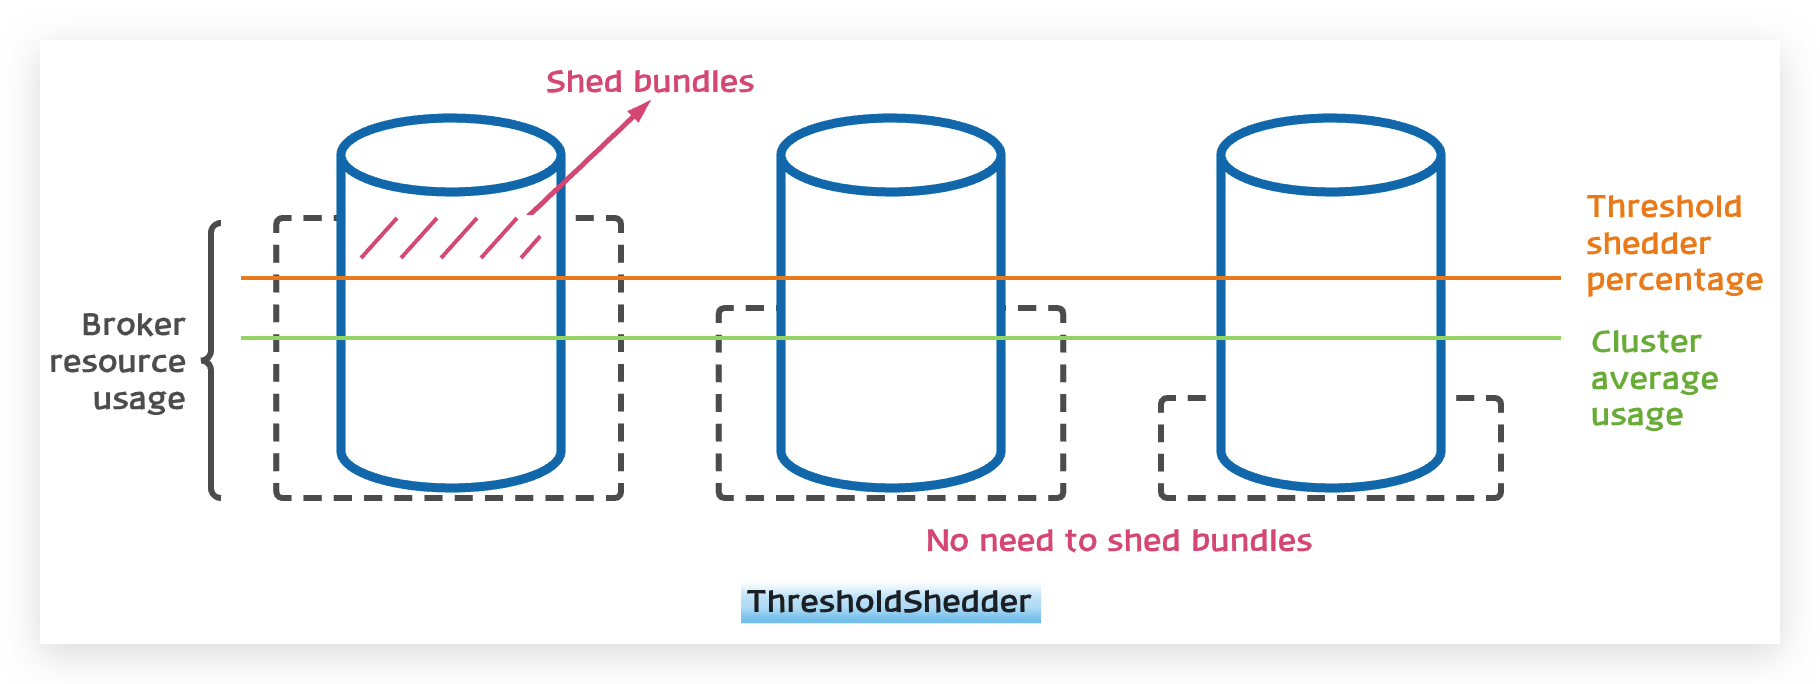 Shed bundles
Threshold
shedder
percentage
Broker
resource
usage
Cluster
average
usage
No need to shed bundles
ThresholdShedder